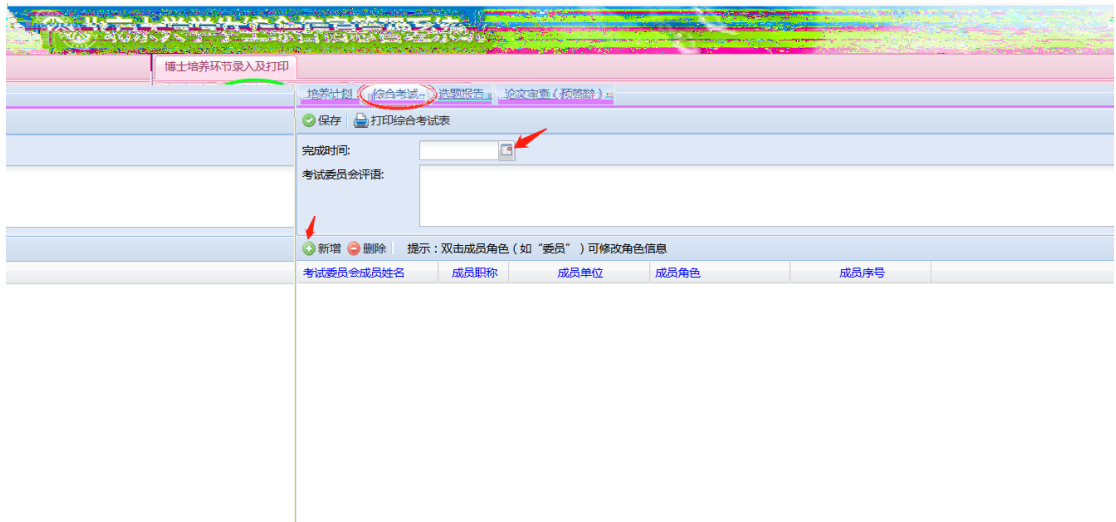 博士培养环节录入及打印
培养计划 综合考试 选题报告 论文审查(预答辩)
保存 打印综合考试表
完成时间:
考试委员会评语:
新增 删除 提示:双击成员角色(如“委员”)可修改角色信息
考试委员会成员姓名 成员职称 成员单位 成员角色 成员序号